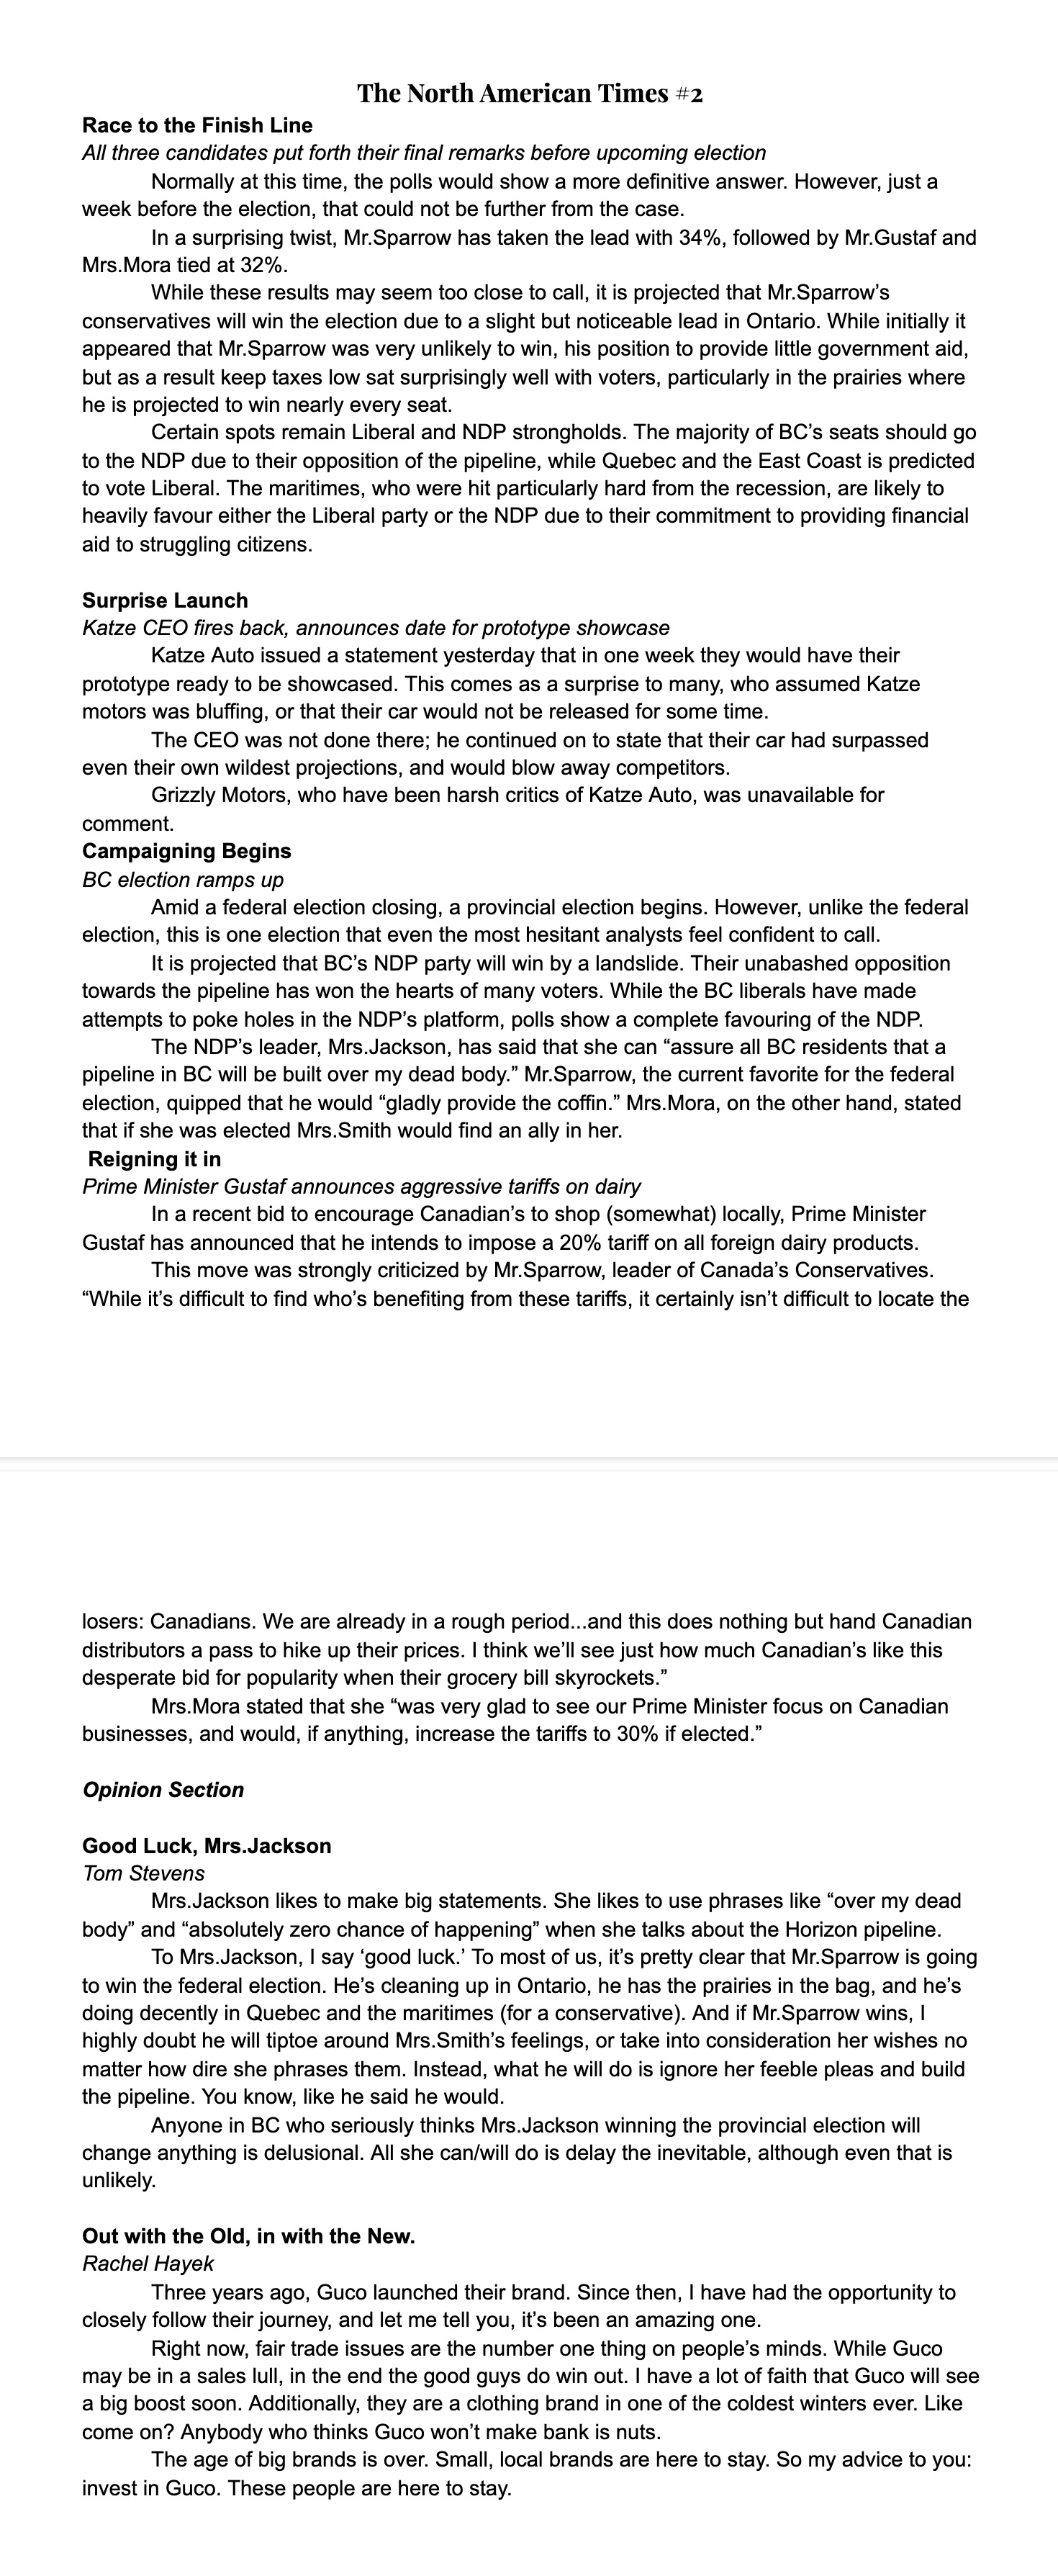 The North American Times #2
Race to the Finish Line
All three candidates put forth their final remarks before upcoming election
Normally at this time, the polls would show a more definitive answer. However, just a
week before the election, that could not be further from the case.
In a surprising twist, Mr.Sparrow has taken the lead with 34%, followed by Mr.Gustaf and
Mrs.Mora tied at 32%.
While these results may seem too close to call, it is projected that Mr.Sparrow’s
conservatives will win the election due to a slight but noticeable lead in Ontario. While initially it
appeared that Mr.Sparrow was very unlikely to win, his position to provide little government aid,
but as a result keep taxes low sat surprisingly well with voters, particularly in the prairies where
he is projected to win nearly every seat.
Certain spots remain Liberal and NDP strongholds. The majority of BC’s seats should go
to the NDP due to their opposition of the pipeline, while Quebec and the East Coast is predicted
to vote Liberal. The maritimes, who were hit particularly hard from the recession, are likely to
heavily favour either the Liberal party or the NDP due to their commitment to providing financial
aid to struggling citizens.
Surprise Launch
Katze CEO fires back, announces date for prototype showcase
Katze Auto issued a statement yesterday that in one week they would have their
prototype ready to be showcased. This comes as a surprise to many, who assumed Katze
motors was bluffing, or that their car would not be released for some time.
The CEO was not done there; he continued on to state that their car had surpassed
even their own wildest projections, and would blow away competitors.
Grizzly Motors, who have been harsh critics of Katze Auto, was unavailable for
comment.
Campaigning Begins
BC election ramps up
Amid a federal election closing, a provincial election begins. However, unlike the federal
election, this is one election that even the most hesitant analysts feel confident to call.
It is projected that BC’s NDP party will win by a landslide. Their unabashed opposition
towards the pipeline has won the hearts of many voters. While the BC liberals have made
attempts to poke holes in the NDP’s platform, polls show a complete favouring of the NDP.
The NDP’s leader, Mrs.Jackson, has said that she can “assure all BC residents that a
pipeline in BC will be built over my dead body.” Mr.Sparrow, the current favorite for the federal
election, quipped that he would “gladly provide the coffin.” Mrs.Mora, on the other hand, stated
that if she was elected Mrs.Smith would find an ally in her.
Reigning it in
Prime Minister Gustaf announces aggressive tariffs on dairy
In a recent bid to encourage Canadian’s to shop (somewhat) locally, Prime Minister
Gustaf has announced that he intends to impose a 20% tariff on all foreign dairy products.
This move was strongly criticized by Mr.Sparrow, leader of Canada’s Conservatives.
“While it’s difficult to find who’s benefiting from these tariffs, it certainly isn’t difficult to locate the
losers: Canadians. We are already in a rough period...and this does nothing but hand Canadian
distributors a pass to hike up their prices. I think we’ll see just how much Canadian’s like this
desperate bid for popularity when their grocery bill skyrockets.”
Mrs.Mora stated that she “was very glad to see our Prime Minister focus on Canadian
businesses, and would, if anything, increase the tariffs to 30% if elected.”
Opinion Section
Good Luck, Mrs.Jackson
Tom Stevens
Mrs.Jackson likes to make big statements. She likes to use phrases like “over my dead
body” and “absolutely zero chance of happening” when she talks about the Horizon pipeline.
To Mrs.Jackson, I say ‘good luck.’ To most of us, it’s pretty clear that Mr.Sparrow is going
to win the federal election. He’s cleaning up in Ontario, he has the prairies in the bag, and he’s
doing decently in Quebec and the maritimes (for a conservative). And if Mr.Sparrow wins, I
highly doubt he will tiptoe around Mrs.Smith’s feelings, or take into consideration her wishes no
matter how dire she phrases them. Instead, what he will do is ignore her feeble pleas and build
the pipeline. You know, like he said he would.
Anyone in BC who seriously thinks Mrs.Jackson winning the provincial election will
change anything is delusional. All she can/will do is delay the inevitable, although even that is
unlikely.
Out with the Old, in with the New.
Rachel Hayek
Three years ago, Guco launched their brand. Since then, I have had the opportunity to
closely follow their journey, and let me tell you, it’s been an amazing one.
Right now, fair trade issues are the number one thing on people’s minds. While Guco
may be in a sales lull, in the end the good guys do win out. I have a lot of faith that Guco will see
a big boost soon. Additionally, they are a clothing brand in one of the coldest winters ever. Like
come on? Anybody who thinks Guco won’t make bank is nuts.
The age of big brands is over. Small, local brands are here to stay. So my advice to you:
invest in Guco. These people are here to stay.